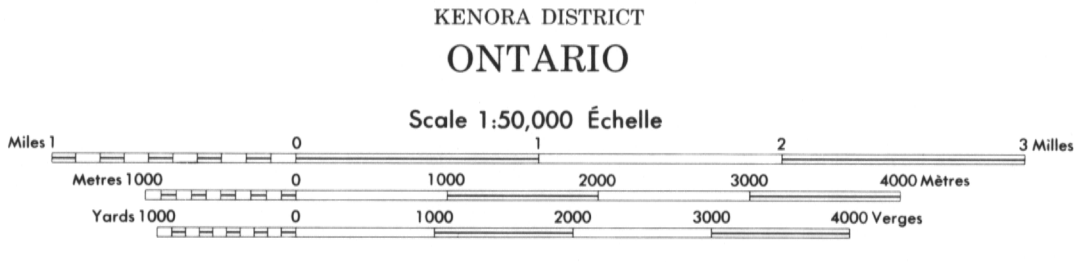 KENORA DISTRICT
ONTARIO
Scale 1:50,000 Échelle
Miles 1 0 1 2 3 Milles
Metres 1000 0 1000 2000 3000 4000 Mètres
Yards 1000 0 1000 2000 3000 4000 Verges